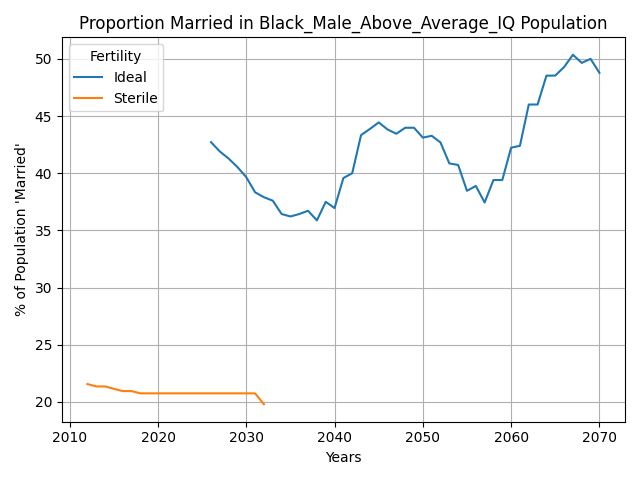 Proportion Married in Black_Male_Above_Average_IQ Population
Fertility
Ideal
Sterile
% of Population 'Married'
50
45
40
35
30
25
20
2010 2020 2030 2040 2050 2060 2070
Years